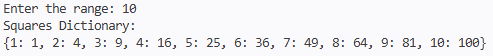 Enter the range: 10
Squares Dictionary:
{1: 1, 2: 4, 3: 9, 4: 16, 5: 25, 6: 36, 7: 49, 8: 64, 9: 81, 10: 100}